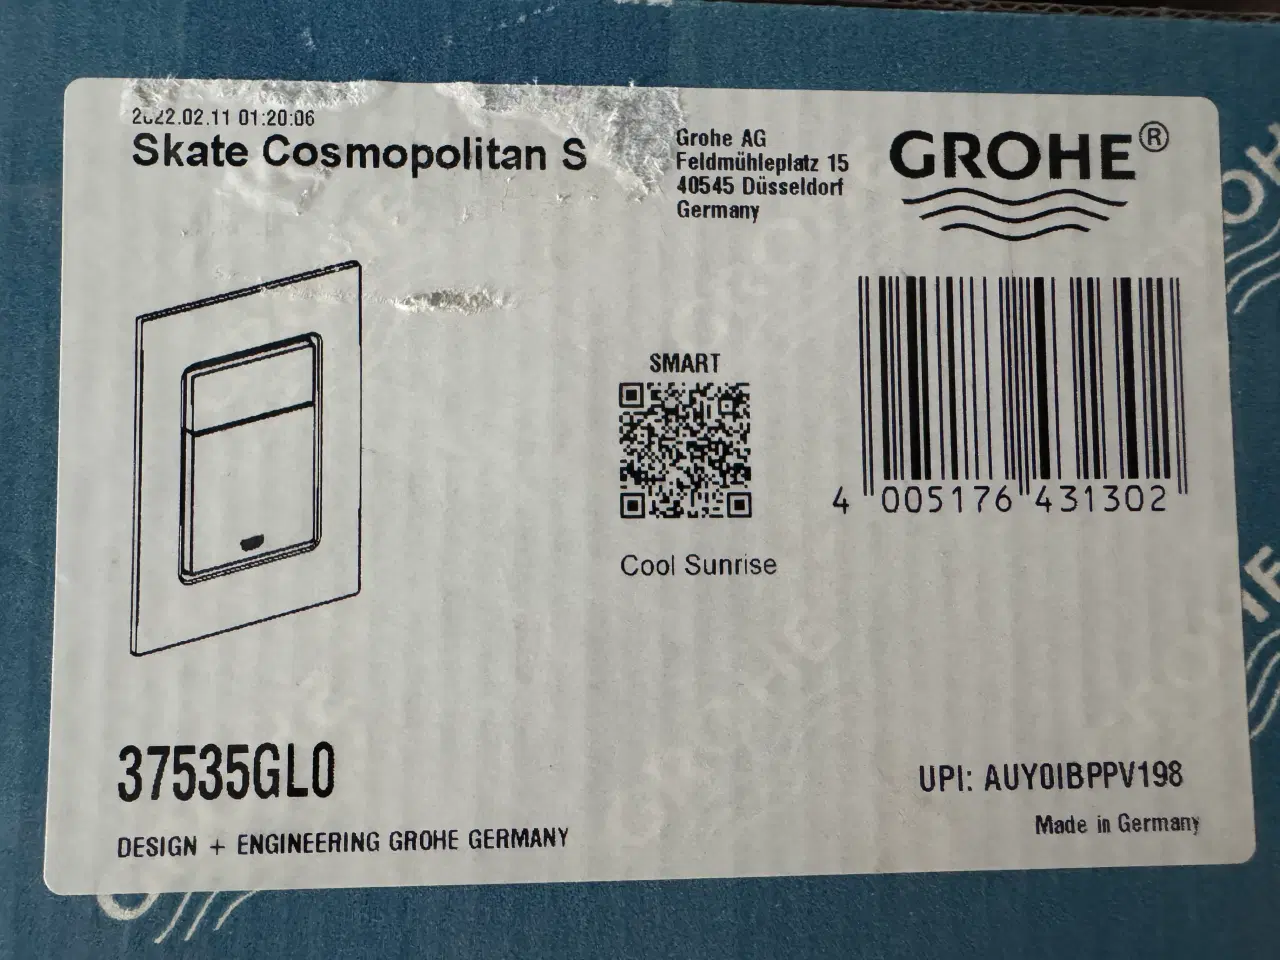 2022.02.11 01:20:06
Skate Cosmopolitan S
Grohe AG
Feldmühleplatz 15
40545 Düsseldorf
Germany
GROHE®
SMART
Cool Sunrise
4 005176 431302
37535GL0
DESIGN + ENGINEERING GROHE GERMANY
UPI: AUY0IBPPV198
Made in Germany